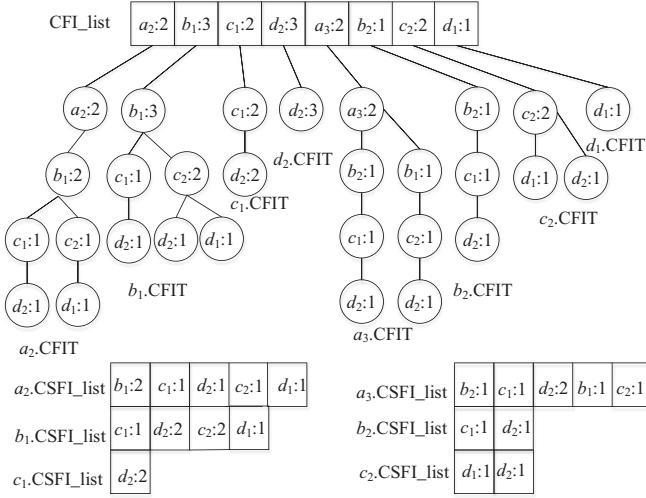 CFI_list a₂:2 b₁:3 c₁:2 d₂:3 a₃:2 b₂:1 c₂:2 d₁:1
a₂:2 b₁:3 c₁:2 d₂:3 a₃:2 b₂:1 c₂:2 d₁:1
d₂.CFIT d₁.CFIT
b₁:2 c₁:1 c₂:2 d₂:2 b₂:1 b₁:1 c₁:1 d₁:1 d₂:1
c₁.CFIT c₂.CFIT
c₁:1 c₂:1 d₂:1 d₂:1 d₁:1 c₁:1 c₂:1 d₂:1
b₁.CFIT b₂.CFIT
d₂:1 d₁:1 d₂:1 d₂:1
a₂.CFIT a₃.CFIT
a₂.CSFI_list b₁:2 c₁:1 d₂:1 c₂:1 d₁:1
b₁.CSFI_list c₁:1 d₂:2 c₂:2 d₁:1
c₁.CSFI_list d₂:2
a₃.CSFI_list b₂:1 c₁:1 d₂:2 b₁:1 c₂:1
b₂.CSFI_list c₁:1 d₂:1
c₂.CSFI_list d₁:1 d₂:1